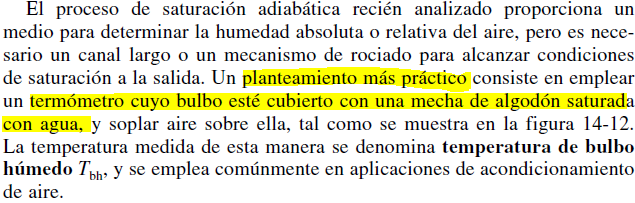 El proceso de saturación adiabática recién analizado proporciona un
medio para determinar la humedad absoluta o relativa del aire, pero es nece-
sario un canal largo o un mecanismo de rociado para alcanzar condiciones
de saturación a la salida. Un planteamiento más práctico consiste en emplear
un termómetro cuyo bulbo esté cubierto con una mecha de algodón saturada
con agua, y soplar aire sobre ella, tal como se muestra en la figura 14-12.
La temperatura medida de esta manera se denomina temperatura de bulbo
húmedo Tbh, y se emplea comúnmente en aplicaciones de acondicionamiento
de aire.